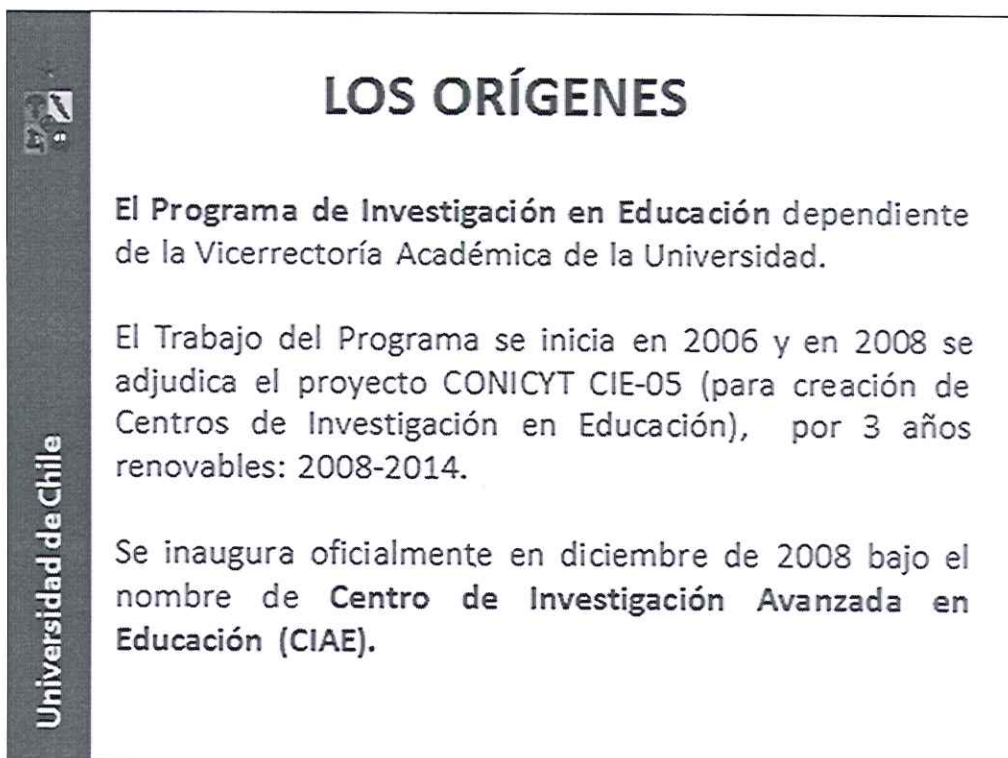 LOS ORÍGENES
El Programa de Investigación en Educación dependiente
de la Vicerrectoría Académica de la Universidad.
El Trabajo del Programa se inicia en 2006 y en 2008 se
adjudica el proyecto CONICYT CIE-05 (para creación de
Centros de Investigación en Educación), por 3 años
renovables: 2008-2014.
Se inaugura oficialmente en diciembre de 2008 bajo el
nombre de Centro de Investigación Avanzada en
Educación (CIAE).
Universidad de Chile